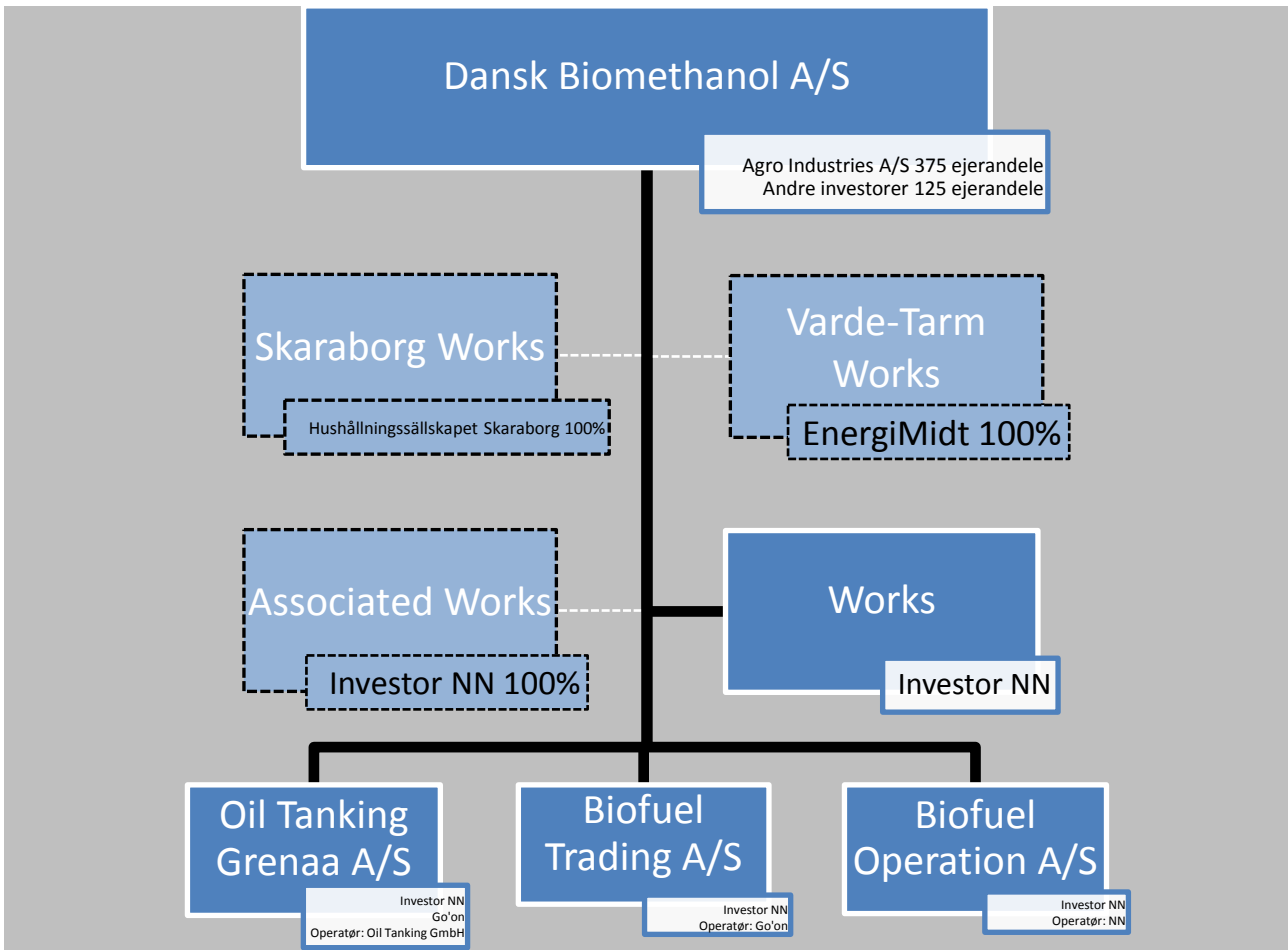 Dansk Biomethanol A/S
Agro Industries A/S 375 ejerandele
Andre investorer 125 ejerandele
Skaraborg Works
Hushållningssällskapet Skaraborg 100%
Varde-Tarm
Works
EnergiMidt 100%
Associated Works
Investor NN 100%
Works
Investor NN
Oil Tanking
Grenaa A/S
Investor NN
Go'on
Operatør: Oil Tanking GmbH
Biofuel
Trading A/S
Investor NN
Operatør: Go'on
Biofuel
Operation A/S
Investor NN
Operatør: NN